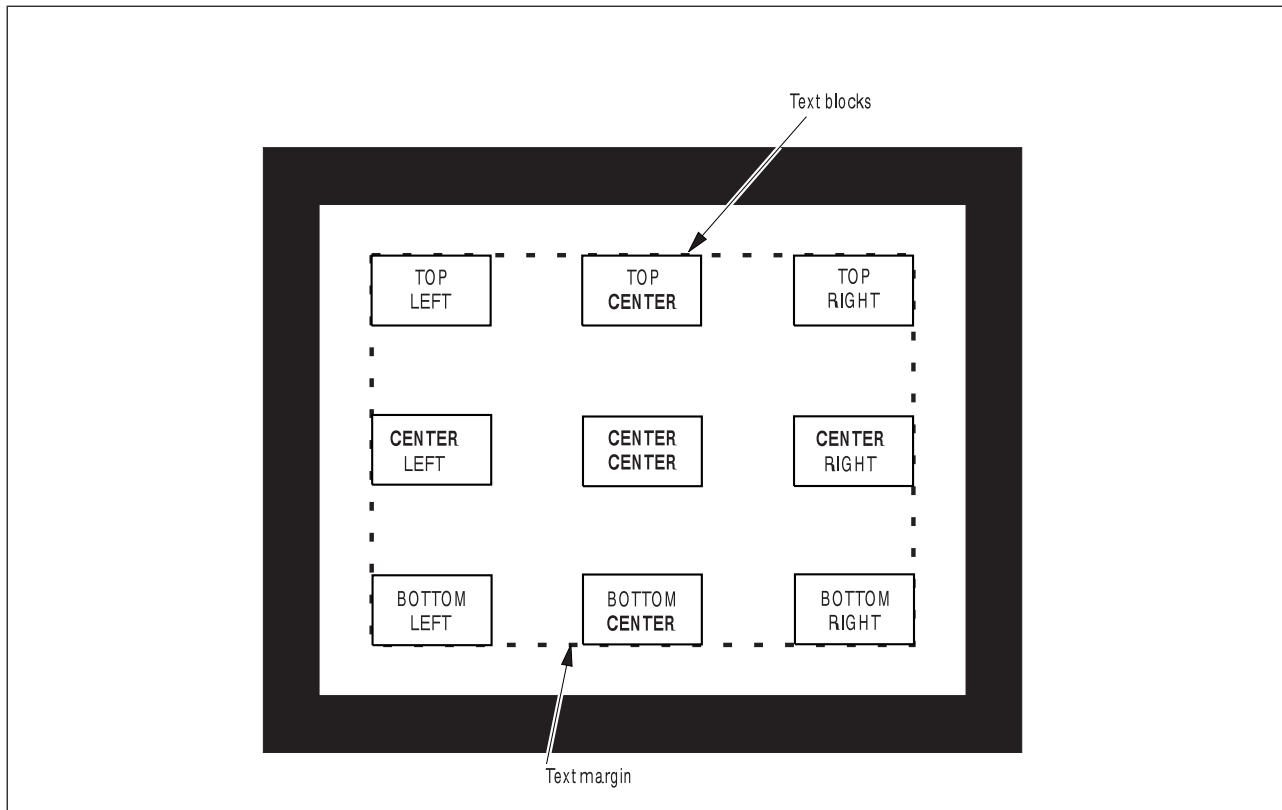 Text blocks
TOP
LEFT
TOP
CENTER
TOP
RIGHT
CENTER
LEFT
CENTER
CENTER
CENTER
RIGHT
BOTTOM
LEFT
BOTTOM
CENTER
BOTTOM
RIGHT
Text margin